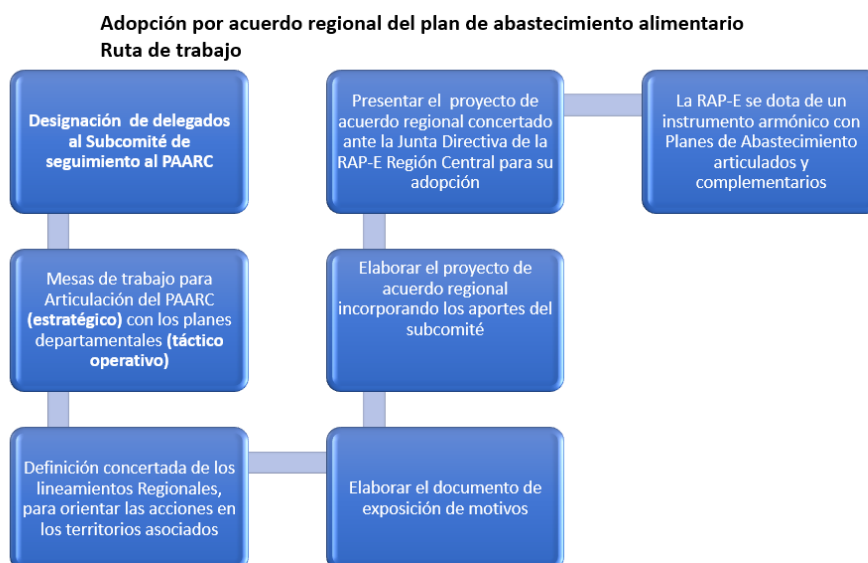 Adopción por acuerdo regional del plan de abastecimiento alimentario
Ruta de trabajo
Designación de delegados
al Subcomité de
seguimiento al PAARC
Mesas de trabajo para
Articulación del PAARC
(estratégico) con los planes
departamentales (táctico
operativo)
Definición concertada de los
lineamientos Regionales,
para orientar las acciones en
los territorios asociados
Elaborar el documento de
exposición de motivos
Elaborar el proyecto de
acuerdo regional
incorporando los aportes del
subcomité
Presentar el proyecto de
acuerdo regional concertado
ante la Junta Directiva de la
RAP-E Región Central para su
adopción
La RAP-E se dota de un
instrumento armónico con
Planes de Abastecimiento
articulados y
complementarios